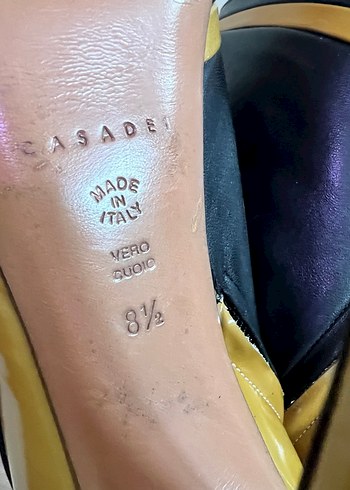 CASADEI
MADE
IN
ITALY
VERO
CUOIO
8½